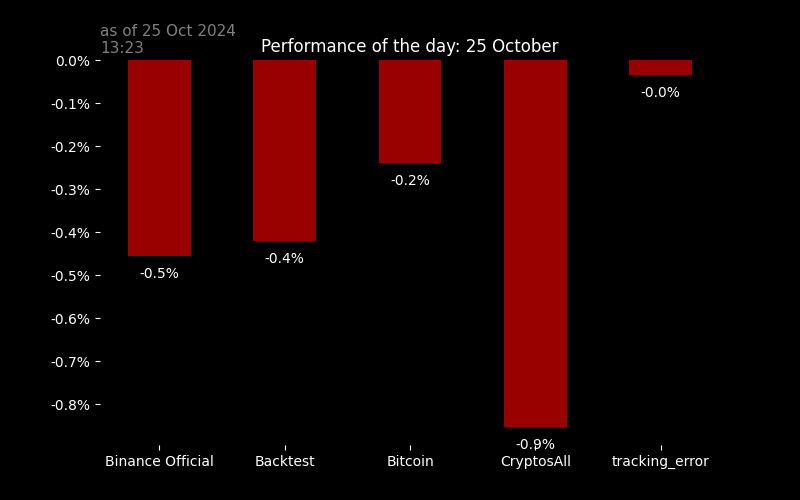 as of 25 Oct 2024
13:23
Performance of the day: 25 October
0.0%
-0.1%
-0.2%
-0.3%
-0.4%
-0.5%
-0.6%
-0.7%
-0.8%
-0.5%
-0.4%
-0.2%
-0.9%
-0.0%
Binance Official
Backtest
Bitcoin
CryptosAll
tracking_error